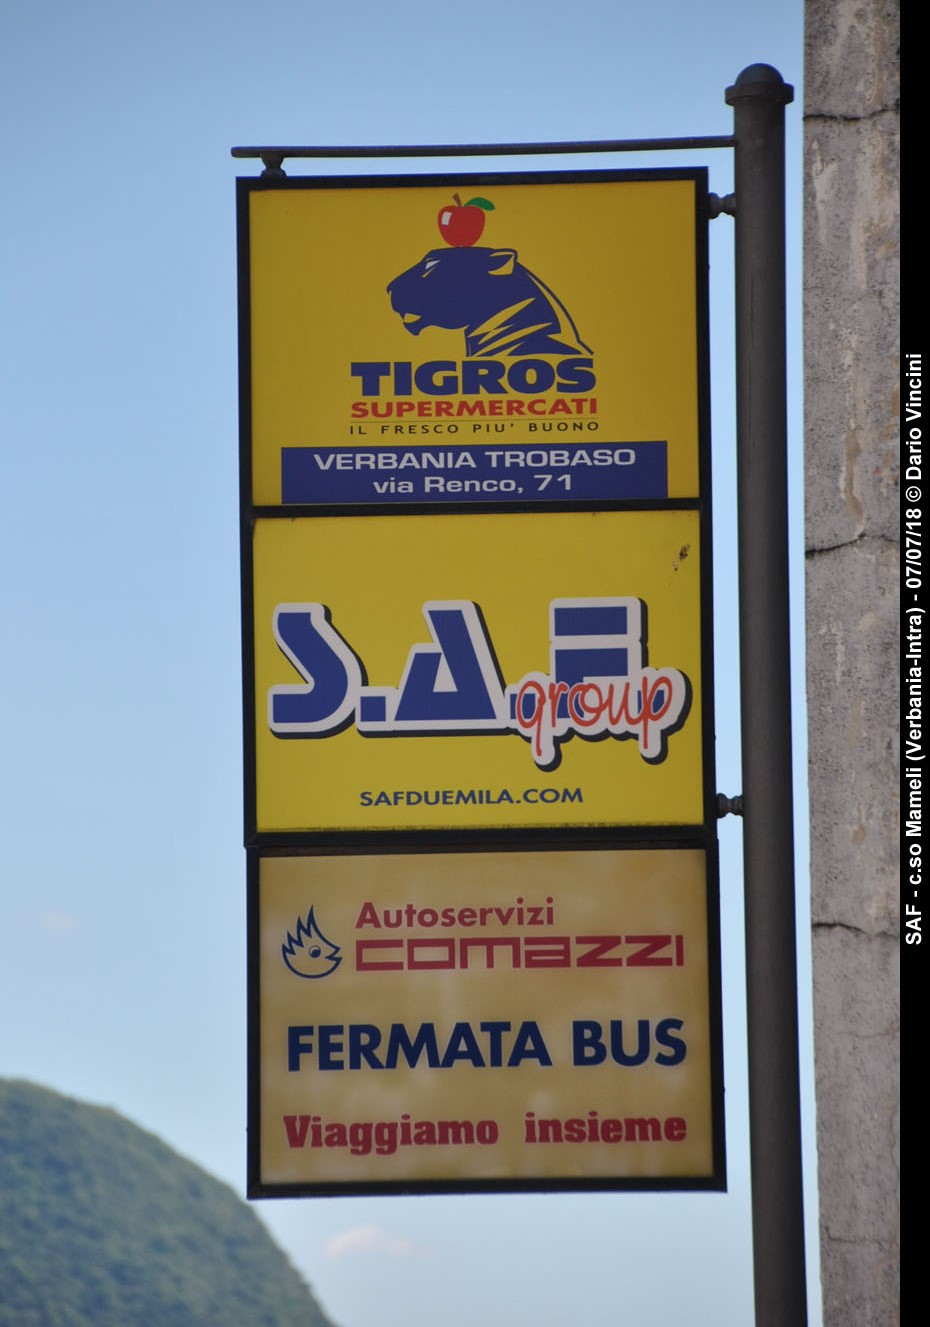 TIGROS
SUPERMERCATI
IL FRESCO PIU' BUONO
VERBANIA TROBASO
via Renco, 71
S.A.F
group
SAFDUEMILA.COM
Autoservizi
COMAZZI
FERMATA BUS
Viaggiamo insieme
SAF - c.so Mameli (Verbania-Intra) - 07/07/18 © Dario Vincini